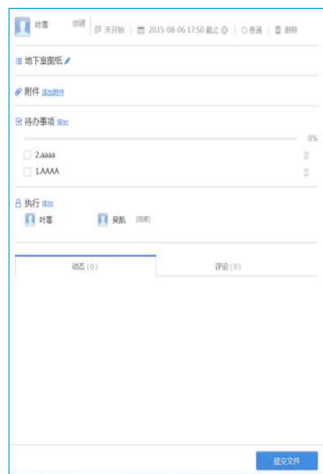 叶嘉 创建 未开始 2015-08-06 17:50 截止 普通 删除
地下室图纸
附件 添加附件
待办事项 添加
0%
2.aaaa
1.AAAA
执行 添加
叶嘉 吴凯
动态 ( 0 ) 评论 ( 0 )
提交文件